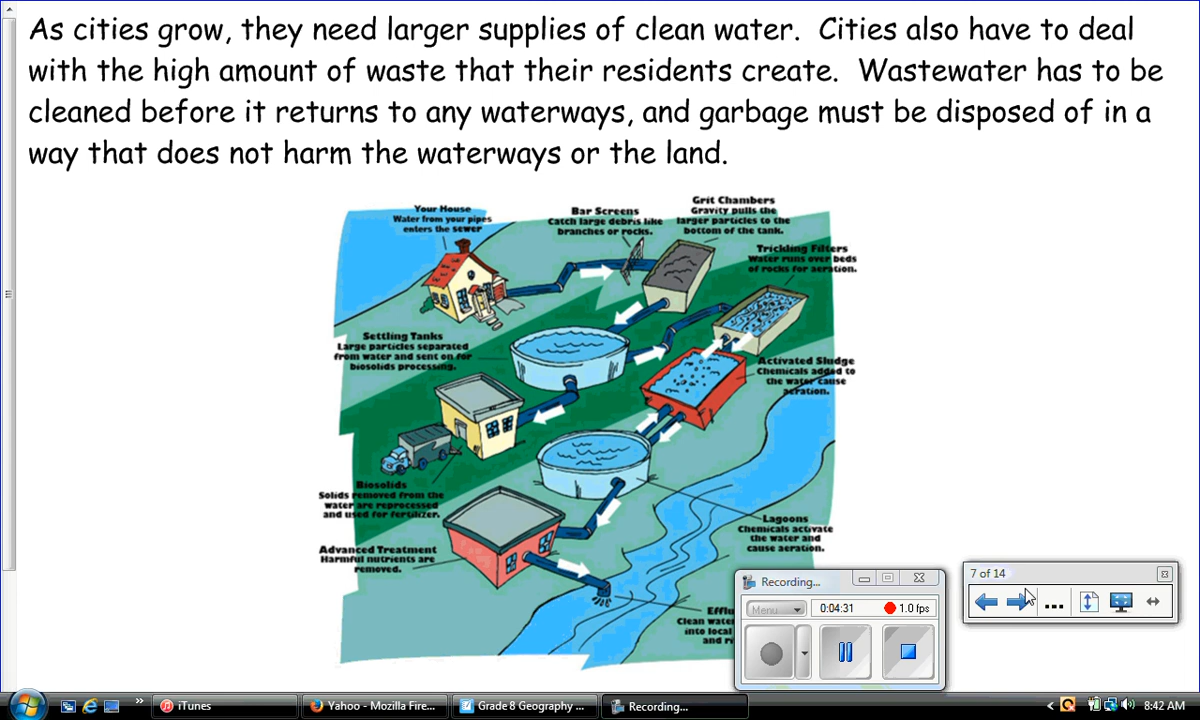 As cities grow, they need larger supplies of clean water. Cities also have to deal
with the high amount of waste that their residents create. Wastewater has to be
cleaned before it returns to any waterways, and garbage must be disposed of in a
way that does not harm the waterways or the land.
Your House
Water from your pipes
enters the sewer
Bar Screens
Catch large debris like
branches or rocks.
Grit Chambers
Gravity pulls the
larger particles to the
bottom of the tank.
Trickling Filters
Water runs over beds
of rocks for aeration.
Settling Tanks
Large particles separated
from water and sent on for
biosolids processing.
Activated Sludge
Chemicals added to
the water cause
aeration.
Biosolids
Solids removed from the
water are reprocessed
and used for fertilizer.
Lagoons
Chemicals activate
the water and
cause aeration.
Advanced Treatment
Harmful nutrients are
removed.
Efflu
Clean wate
into local
and ri
Recording...
Menu
0:04:31
1.0 fps
7 of 14
iTunes
Yahoo - Mozilla Fire...
Grade 8 Geography ...
Recording...
8:42 AM